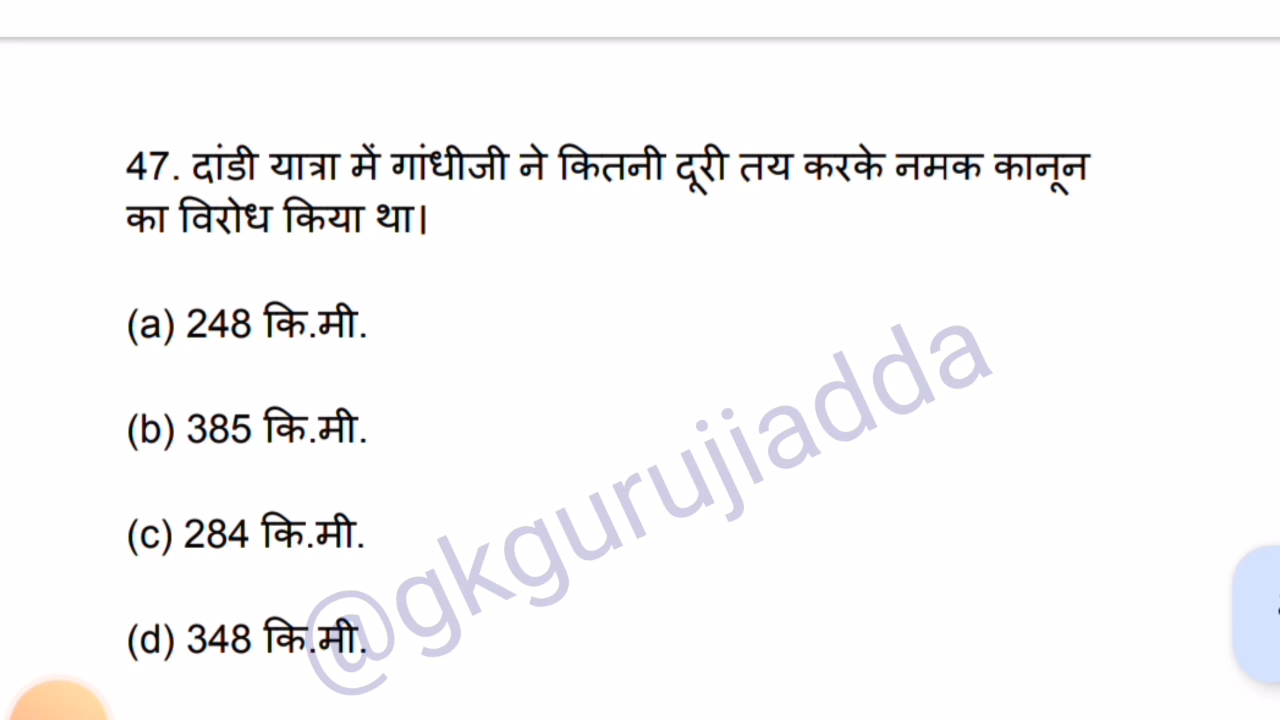 47. दांडी यात्रा में गांधीजी ने कितनी दूरी तय करके नमक कानून
का विरोध किया था।
(a) 248 कि.मी.
(b) 385 कि.मी.
(c) 284 कि.मी.
(d) 348 कि.मी.
@gkgurujiadda